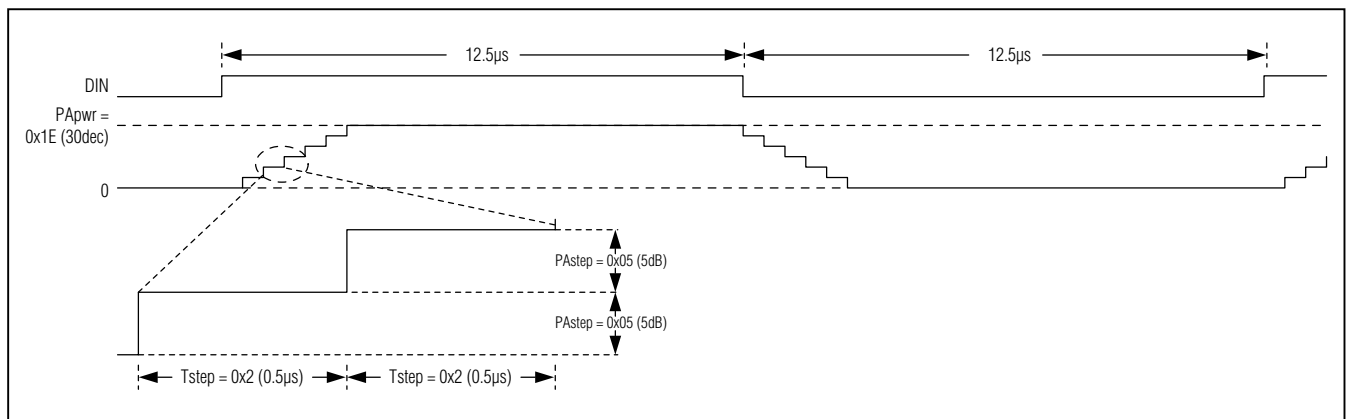 12.5µs
12.5µs
DIN
PApwr =
0x1E (30dec)
0
PAstep = 0x05 (5dB)
PAstep = 0x05 (5dB)
Tstep = 0x2 (0.5µs)
Tstep = 0x2 (0.5µs)